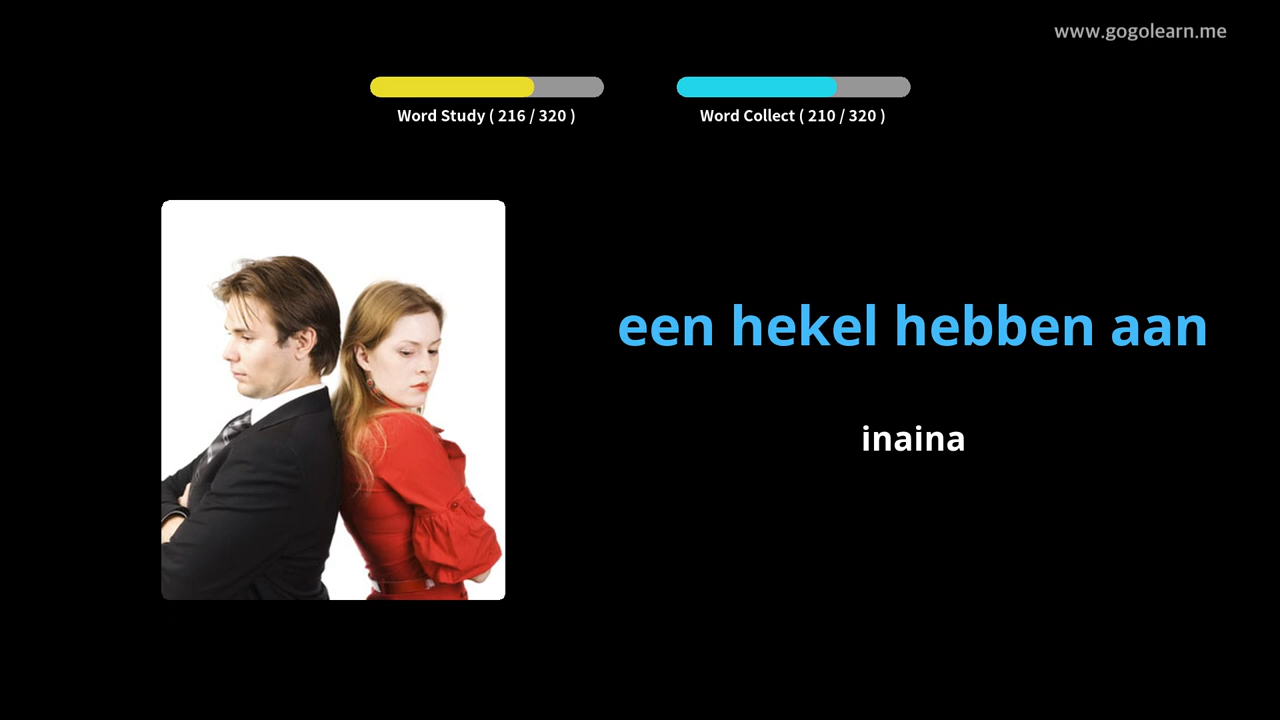 www.gogolearn.me
Word Study ( 216 / 320 )
Word Collect ( 210 / 320 )
een hekel hebben aan
inaina